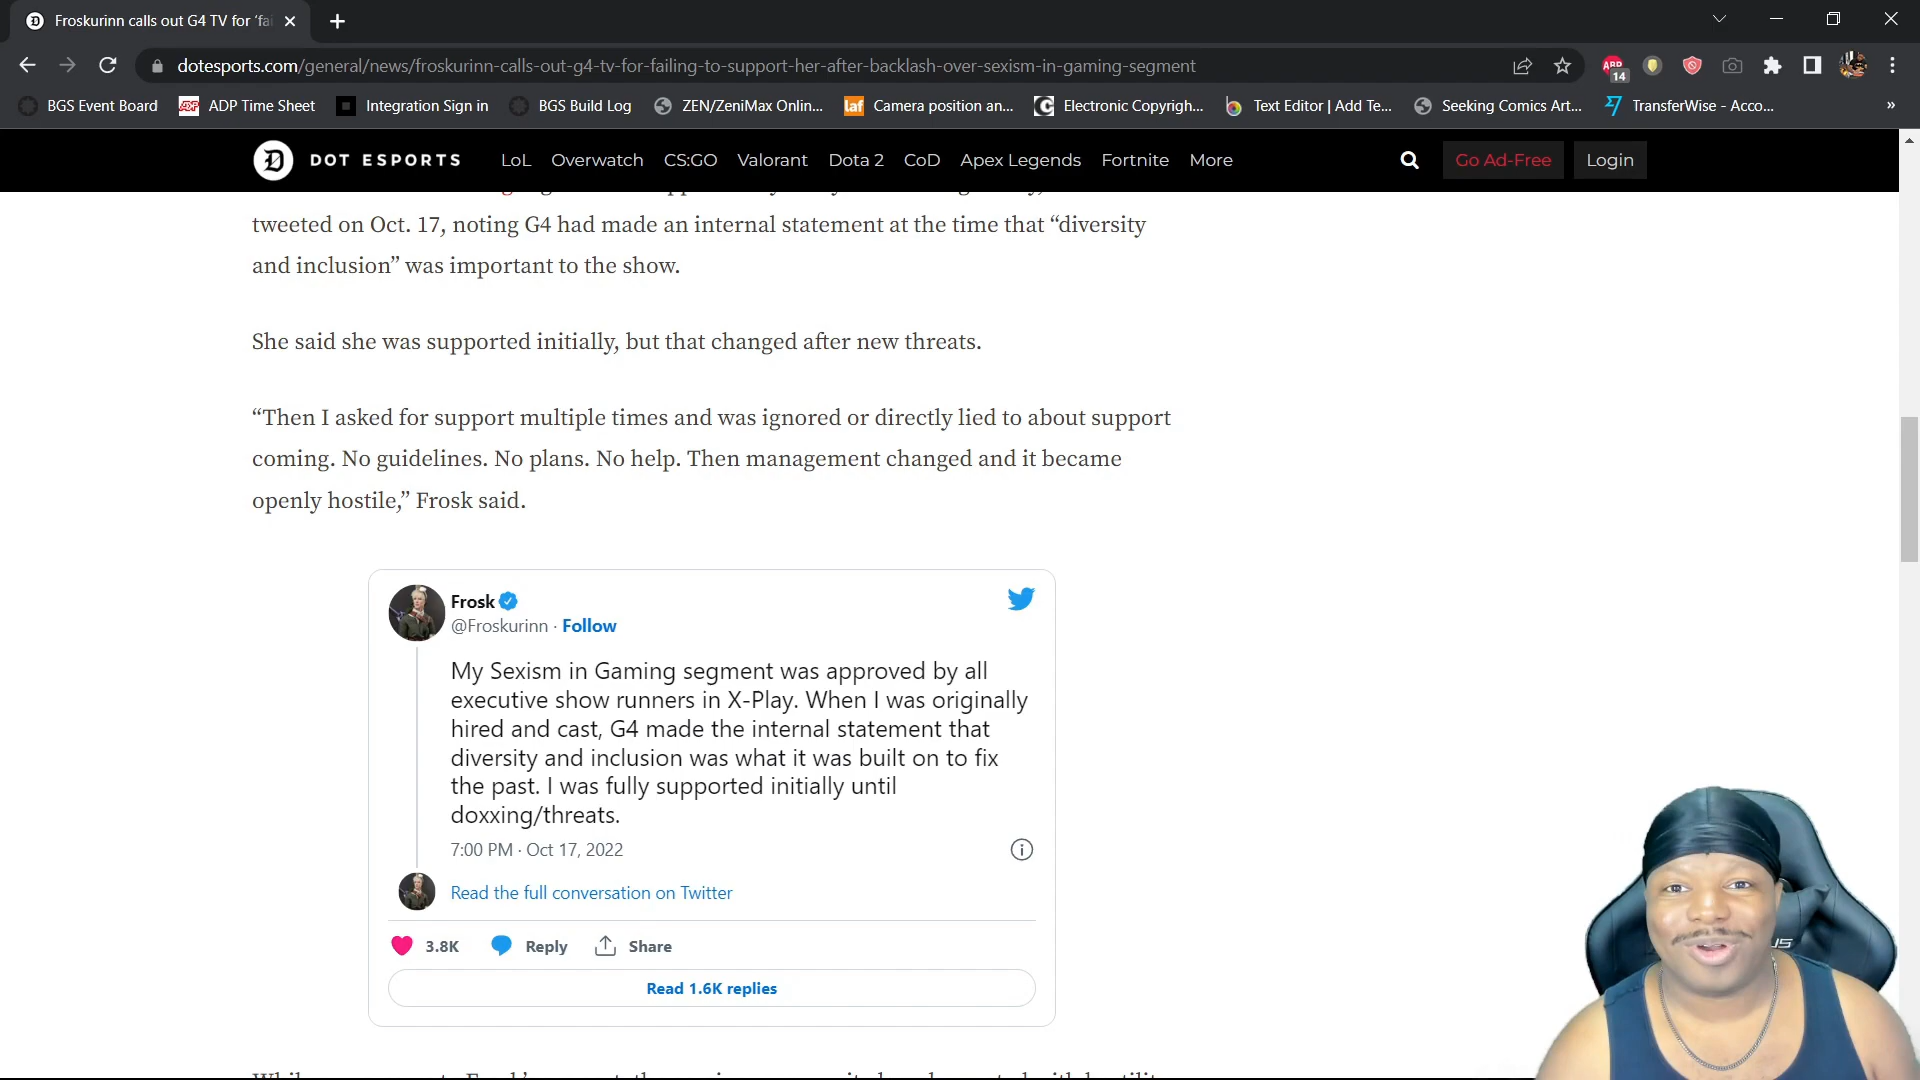 Froskurinn calls out G4 TV for ‘fai
dotesports.com/general/news/froskurinn-calls-out-g4-tv-for-failing-to-support-her-after-backlash-over-sexism-in-gaming-segment
ABP
14
BGS Event Board
ADP Time Sheet
Integration Sign in
BGS Build Log
ZEN/ZeniMax Onlin...
laf
Camera position an...
Electronic Copyrigh...
Text Editor | Add Te...
Seeking Comics Art...
TransferWise - Acco...
»
DOT ESPORTS
LoL
Overwatch
CS:GO
Valorant
Dota 2
CoD
Apex Legends
Fortnite
More
Go Ad-Free
Login
tweeted on Oct. 17, noting G4 had made an internal statement at the time that “diversity
and inclusion” was important to the show.
She said she was supported initially, but that changed after new threats.
“Then I asked for support multiple times and was ignored or directly lied to about support
coming. No guidelines. No plans. No help. Then management changed and it became
openly hostile,” Frosk said.
Frosk
@Froskurinn · Follow
My Sexism in Gaming segment was approved by all
executive show runners in X-Play. When I was originally
hired and cast, G4 made the internal statement that
diversity and inclusion was what it was built on to fix
the past. I was fully supported initially until
doxxing/threats.
7:00 PM · Oct 17, 2022
Read the full conversation on Twitter
3.8K
Reply
Share
Read 1.6K replies